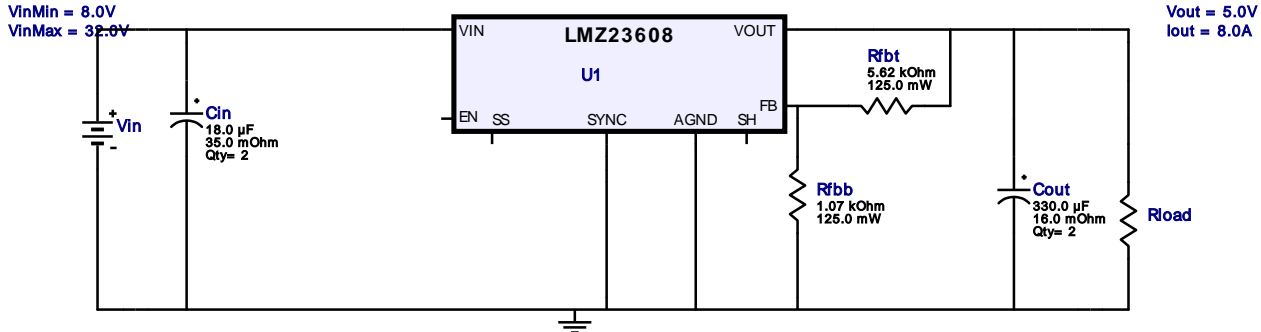 VinMin = 8.0V
VinMax = 32.0V
Vout = 5.0V
Iout = 8.0A
VIN
LMZ23608
VOUT
U1
Rfbt
5.62 kOhm
125.0 mW
FB
EN
SS
SYNC
AGND
SH
+
Vin
-
Cin
18.0 µF
35.0 mOhm
Qty= 2
Rfbb
1.07 kOhm
125.0 mW
Cout
330.0 µF
16.0 mOhm
Qty= 2
Rload